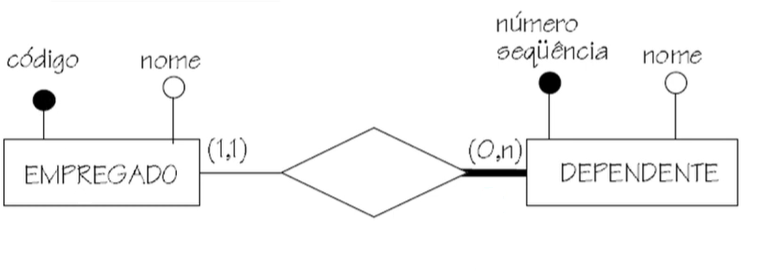 código
nome
número
seqüência
nome
EMPREGADO
(1,1)
(0,n)
DEPENDENTE